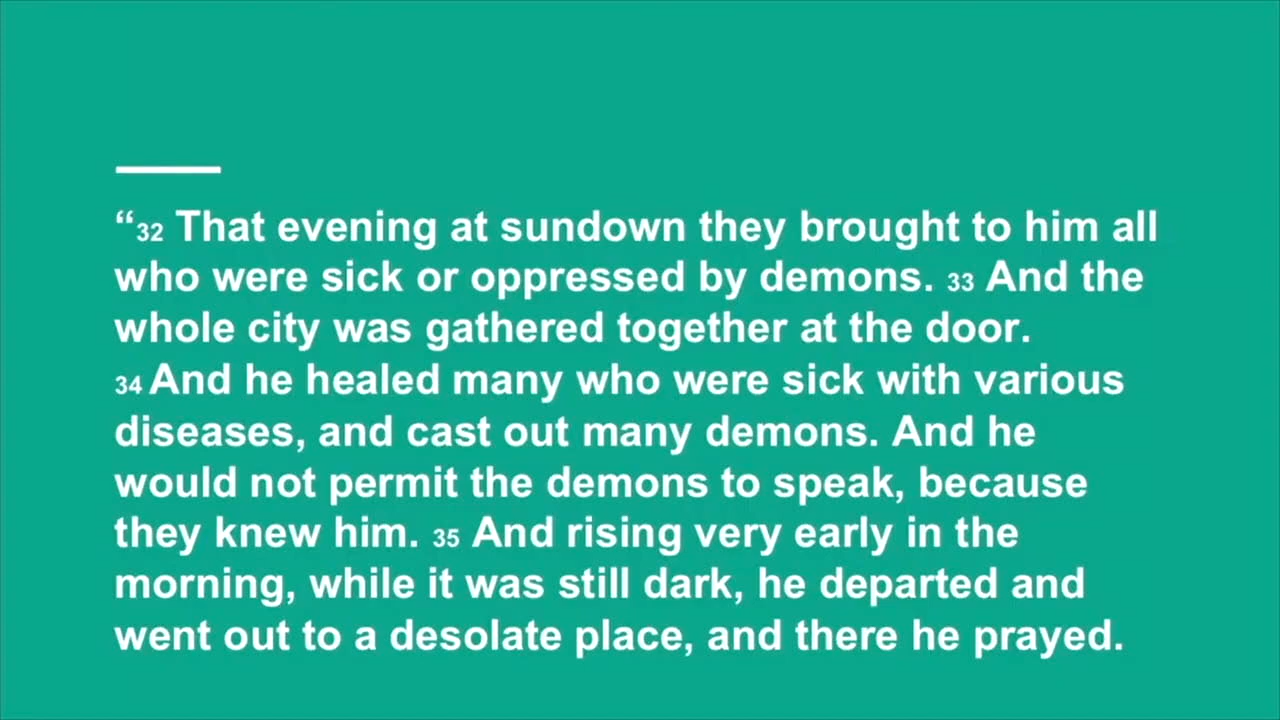 “32 That evening at sundown they brought to him all
who were sick or oppressed by demons. 33 And the
whole city was gathered together at the door.
34 And he healed many who were sick with various
diseases, and cast out many demons. And he
would not permit the demons to speak, because
they knew him. 35 And rising very early in the
morning, while it was still dark, he departed and
went out to a desolate place, and there he prayed.